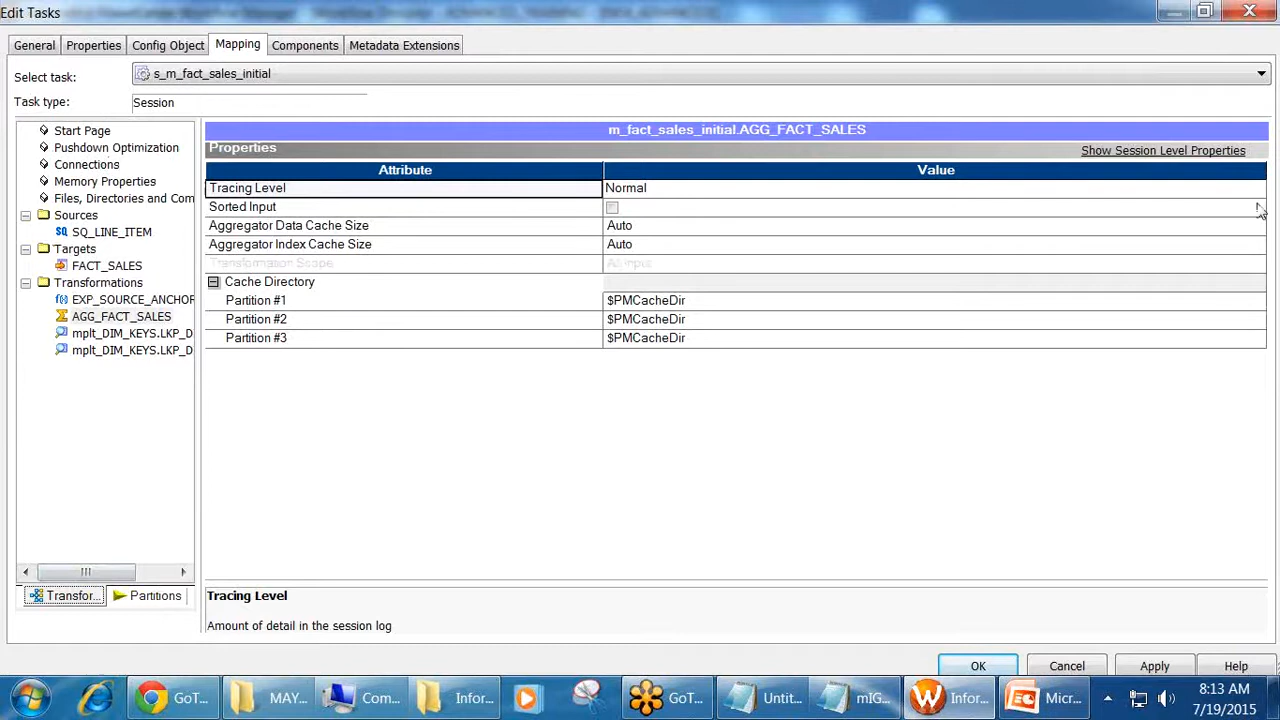 Edit Tasks
General Properties Config Object Mapping Components Metadata Extensions
Select task: s_m_fact_sales_initial
Task type: Session
Start Page
Pushdown Optimization
Connections
Memory Properties
Files, Directories and Com
Sources
SQ_LINE_ITEM
Targets
FACT_SALES
Transformations
EXP_SOURCE_ANCHOR
AGG_FACT_SALES
mplt_DIM_KEYS.LKP_D
mplt_DIM_KEYS.LKP_D
Transfor... Partitions
m_fact_sales_initial.AGG_FACT_SALES
Properties Show Session Level Properties
Attribute Value
Tracing Level Normal
Sorted Input
Aggregator Data Cache Size Auto
Aggregator Index Cache Size Auto
Transformation Scope All Input
Cache Directory
Partition #1 $PMCacheDir
Partition #2 $PMCacheDir
Partition #3 $PMCacheDir
Tracing Level
Amount of detail in the session log
OK Cancel Apply Help
GoT... MAY... Com... Infor... GoT... Untit... mIG... Infor... Micr...
8:13 AM
7/19/2015